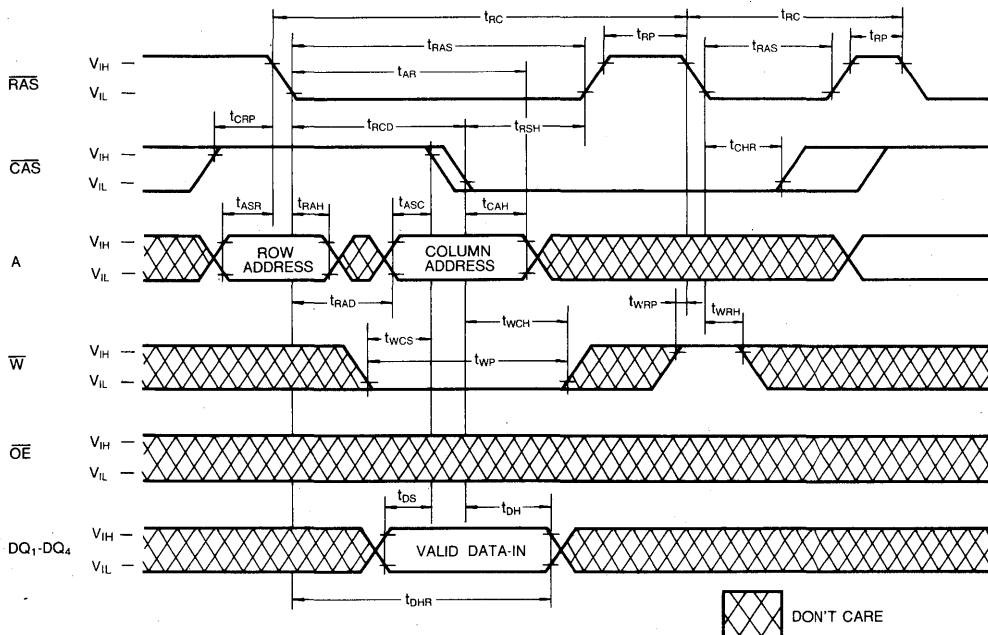 tRC tRC
tRAS tRP tRAS tRP
tAR
RAS VIH
VIL
tCRP tRCD tRSH tCHR
CAS VIH
VIL
tASR tRAH tASC tCAH
A VIH
VIL
ROW ADDRESS
COLUMN ADDRESS
tRAD tWCH tWRP tWRH
tWCS tWP
W VIH
VIL
OE VIH
VIL
tDS tDH
DQ1-DQ4 VIH
VIL
VALID DATA-IN
tDHR
DON'T CARE